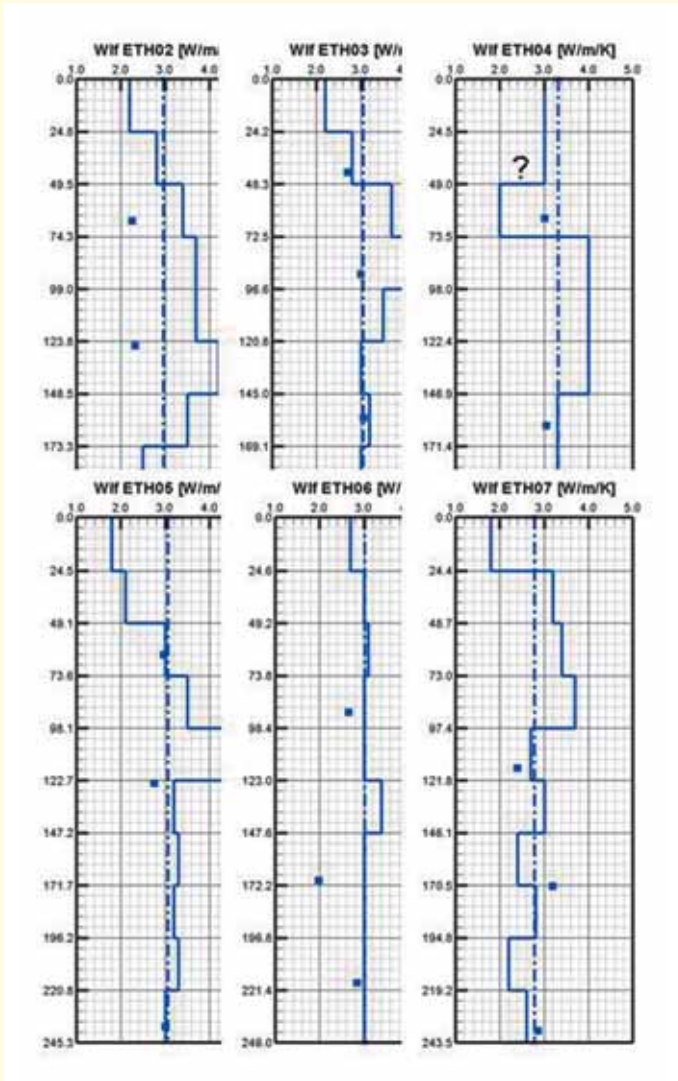 Wlf ETH02 [W/m/ Wlf ETH03 [W/ Wlf ETH04 [W/m/K]
1.0 2.0 3.0 4.0 1.0 2.0 3.0 4 1.0 2.0 3.0 4.0 5.0
0.0 0.0 0.0
24.8 24.2 24.5
?
49.5 48.3 49.0
74.3 72.5 73.5
99.0 96.6 98.0
123.8 120.8 122.4
148.5 145.0 146.9
173.3 169.1 171.4
Wlf ETH05 [W/m/ Wlf ETH06 [W/ Wlf ETH07 [W/m/K]
1.0 2.0 3.0 4.0 1.0 2.0 3.0 1.0 2.0 3.0 4.0 5.0
0.0 0.0 0.0
24.5 24.6 24.4
49.1 49.2 48.7
73.6 73.8 73.0
98.1 98.4 97.4
122.7 123.0 121.8
147.2 147.6 146.1
171.7 172.2 170.5
196.2 196.8 194.8
220.8 221.4 219.2
245.3 246.0 243.5